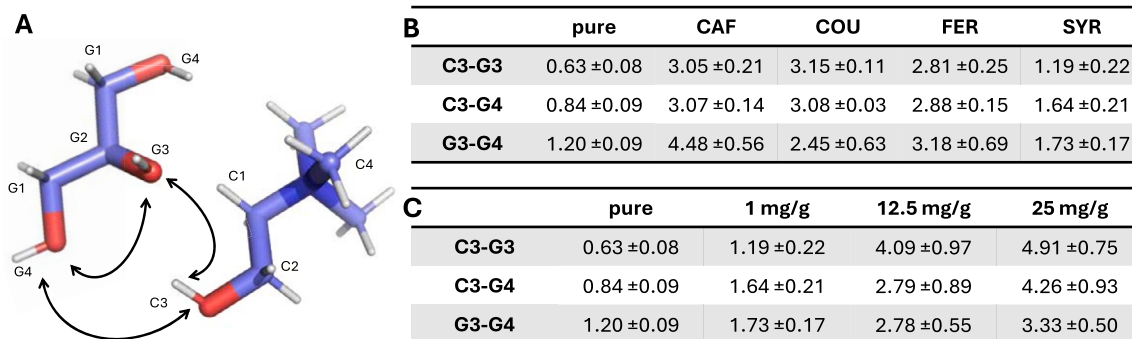 A
G1
G4
G2
G3
G1
G4
C1
C4
C2
C3
B
pure CAF COU FER SYR
C3-G3 0.63 ±0.08 3.05 ±0.21 3.15 ±0.11 2.81 ±0.25 1.19 ±0.22
C3-G4 0.84 ±0.09 3.07 ±0.14 3.08 ±0.03 2.88 ±0.15 1.64 ±0.21
G3-G4 1.20 ±0.09 4.48 ±0.56 2.45 ±0.63 3.18 ±0.69 1.73 ±0.17
C
pure 1 mg/g 12.5 mg/g 25 mg/g
C3-G3 0.63 ±0.08 1.19 ±0.22 4.09 ±0.97 4.91 ±0.75
C3-G4 0.84 ±0.09 1.64 ±0.21 2.79 ±0.89 4.26 ±0.93
G3-G4 1.20 ±0.09 1.73 ±0.17 2.78 ±0.55 3.33 ±0.50